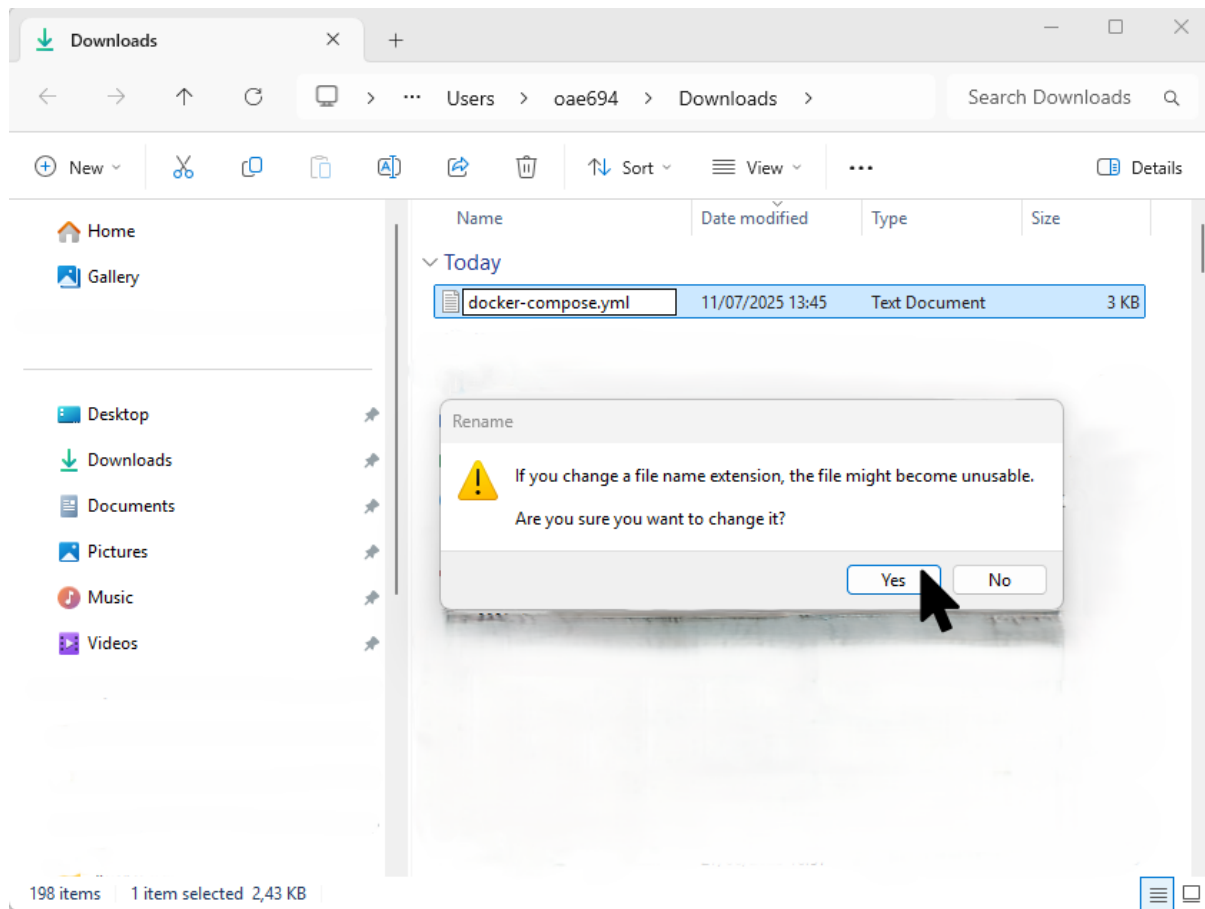 Downloads
Users > oae694 > Downloads >
Search Downloads
New
Sort
View
Details
Home
Gallery
Desktop
Downloads
Documents
Pictures
Music
Videos
Name Date modified Type Size
Today
docker-compose.yml 11/07/2025 13:45 Text Document 3 KB
Rename
If you change a file name extension, the file might become unusable.
Are you sure you want to change it?
Yes No
198 items 1 item selected 2,43 KB